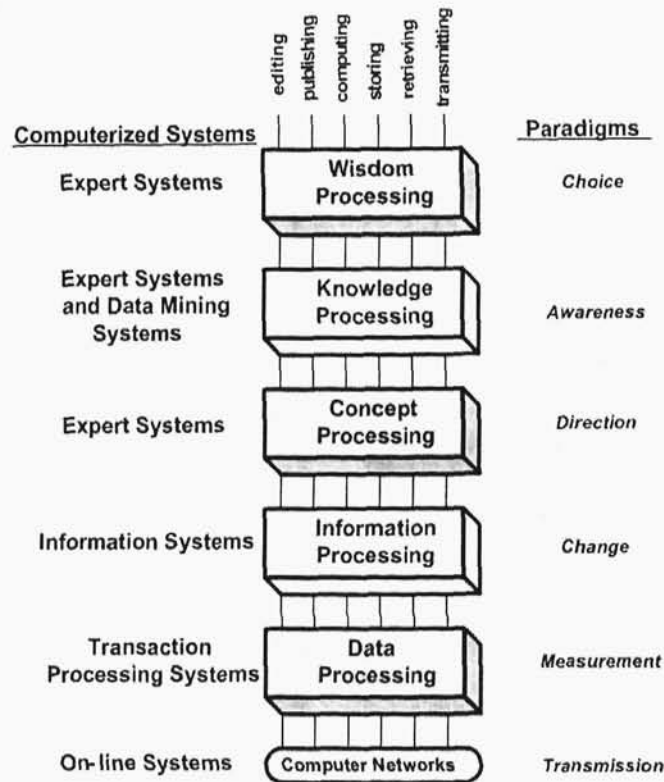 editing
publishing
computing
storing
retrieving
transmitting
Computerized Systems
Paradigms
Expert Systems
Wisdom
Processing
Choice
Expert Systems
and Data Mining
Systems
Knowledge
Processing
Awareness
Expert Systems
Concept
Processing
Direction
Information Systems
Information
Processing
Change
Transaction
Processing Systems
Data
Processing
Measurement
On-line Systems
Computer Networks
Transmission